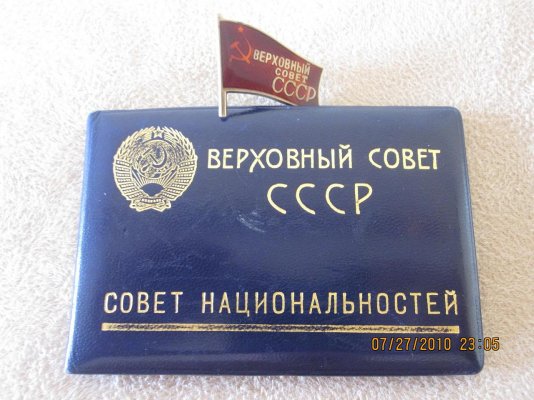 ВЕРХОВНЫЙ
СОВЕТ
СССР
ВЕРХОВНЫЙ СОВЕТ
СССР
СОВЕТ НАЦИОНАЛЬНОСТЕЙ
07/27/2010 23:05